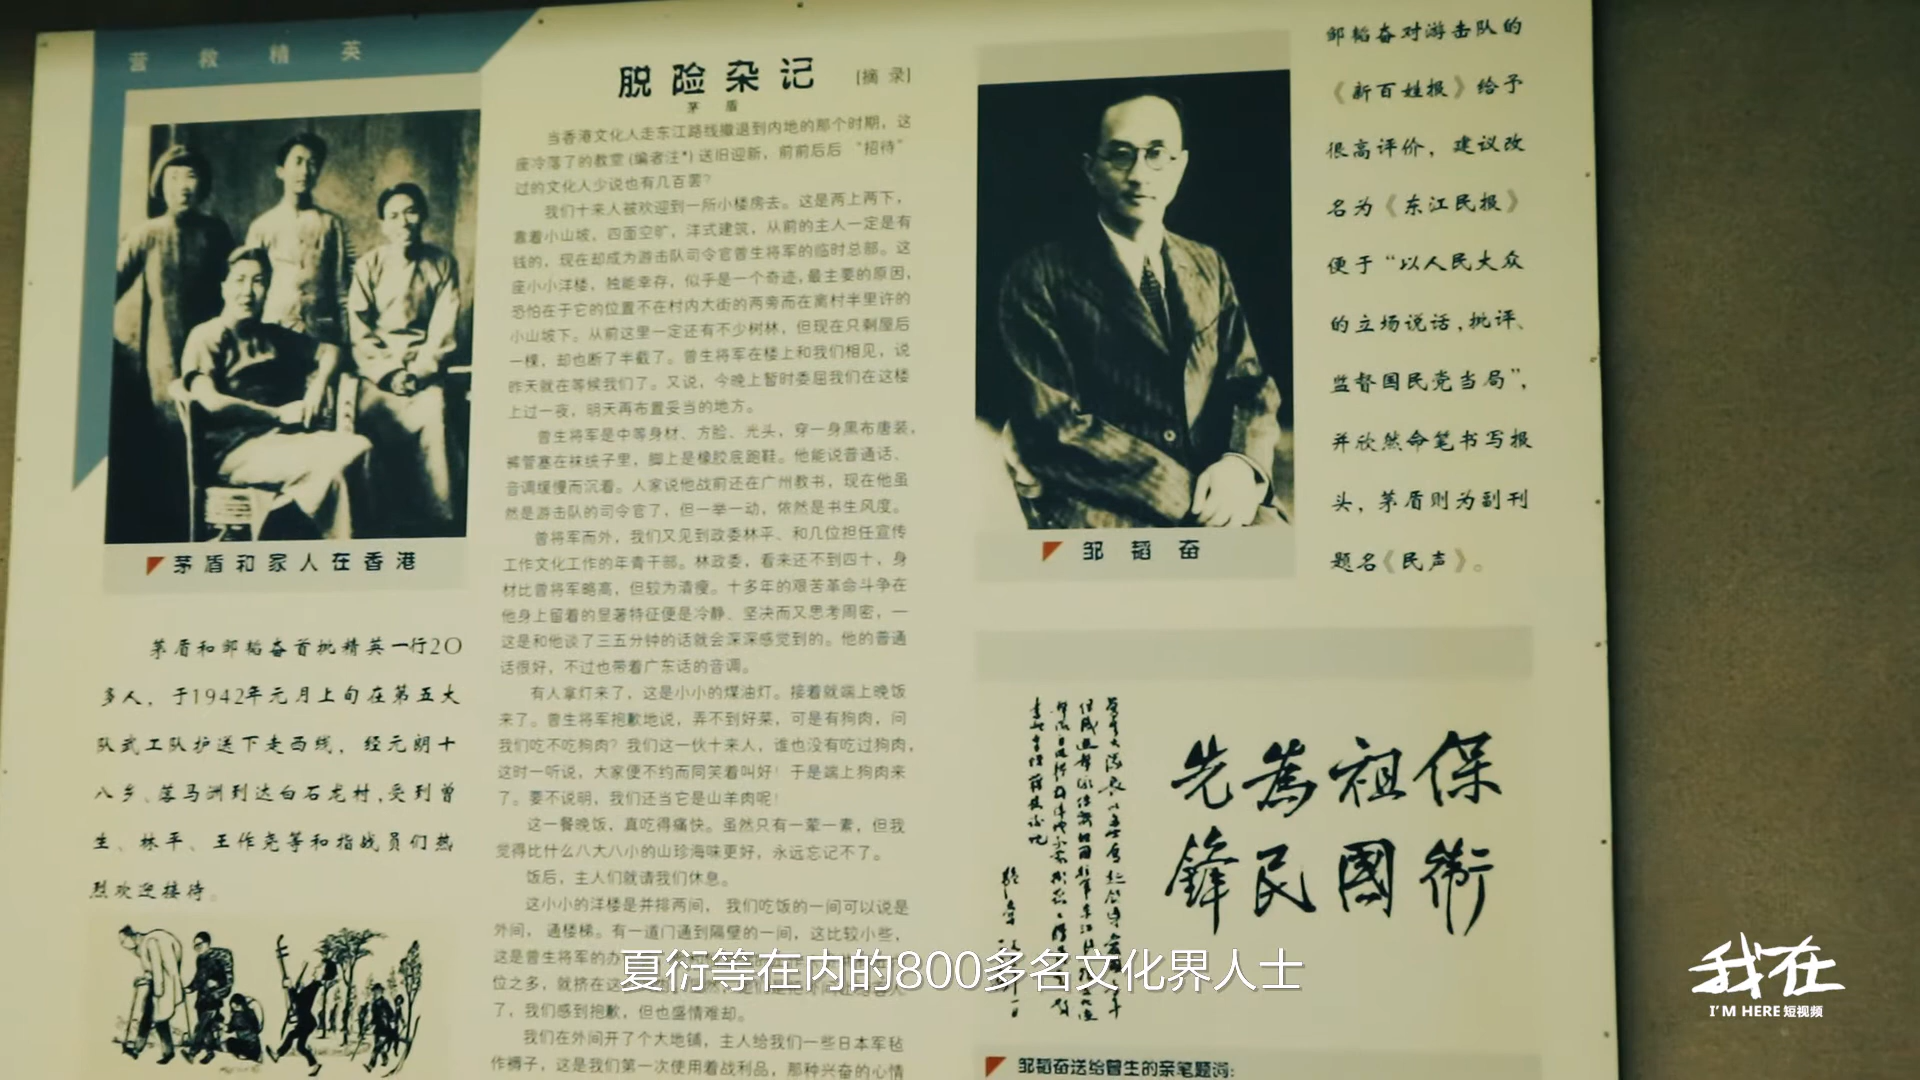 营救精英
茅盾和家人在香港
茅盾和邹韬奋首批精英一行20
多人，于1942年元月上旬在第五大
队武工队护送下走西线，经元朗十
八乡、落马洲到达白石龙村，受到曾
生、林平、王作尧等和指战员们热
烈欢迎接待。
脱险杂记 [摘录]
茅盾
当香港文化人走东江路线撤退到内地的那个时期，这
座冷落了的教堂(编者注*)送旧迎新，前前后后“招待”
过的文化人少说也有几百罢？
我们十来人被欢迎到一所小楼房去。这是两上两下，
靠着小山坡，四面空旷，洋式建筑，从前的主人一定是有
钱的，现在却成为游击队司令官曾生将军的临时总部。这
座小小洋楼，独能幸存，似乎是一个奇迹，最主要的原因，
恐怕在于它的位置不在村内大街的两旁而在离村半里许的
小山坡下。从前这里一定还有不少树林，但现在只剩屋后
一棵，却也断了半截了。曾生将军在楼上和我们相见，说
昨天就在等候我们了。又说，今晚上暂时委屈我们在这楼
上过一夜，明天再布置妥当的地方。
曾生将军是中等身材、方脸、光头，穿一身黑布唐装，
裤管塞在袜统子里，脚上是橡胶底跑鞋。他能说普通话、
音调缓慢而沉着。人家说他战前还在广州教书，现在他虽
然是游击队的司令官了，但一举一动，依然是书生风度。
曾将军而外，我们又见到政委林平、和几位担任宣传
工作文化工作的年青干部。林政委，看来还不到四十，身
材比曾将军略高，但较为清瘦。十多年的艰苦革命斗争在
他身上留着的显著特征便是冷静、坚决而又思考周密，一
这是和他谈了三五分钟的话就会深深感觉到的。他的普通
话很好，不过也带着广东话的音调。
有人拿灯来了，这是小小的煤油灯。接着就端上晚饭
来了。曾生将军抱歉地说，弄不到好菜，可是有狗肉，问
我们吃不吃狗肉？我们这一伙十来人，谁也没有吃过狗肉，
这时一听说，大家便不约而同笑着叫好！于是端上狗肉来
了。要不说明，我们还当它是山羊肉呢！
这一餐晚饭，真吃得痛快。虽然只有一荤一素，但我
觉得比什么八大八小的山珍海味更好，永远忘记不了。
饭后，主人们就请我们休息。
这小小的洋楼是并排两间，我们吃饭的一间可以说是
外间，通楼梯。有一道门通到隔壁的一间，这比较小些，
这是曾生将军的办
位之多，就挤在这
了，我们感到抱歉，但也盛情难却。
我们在外间开了个大地铺，主人给我们一些日本军毡
作褥子，这是我们第一次使用着战利品，那种兴奋的心情
邹韬奋
邹韬奋对游击队的
《新百姓报》给予
很高评价，建议改
名为《东江民报》
便于“以人民大众
的立场说话，批评、
监督国民党当局”，
并欣然命笔书写报
头，茅盾则为副刊
题名《民声》。
保衛
祖國
為民
先鋒
邹韬奋送给曾生的亲笔题词：
夏衍等在内的800多名文化界人士
我在
I'M HERE 短视频